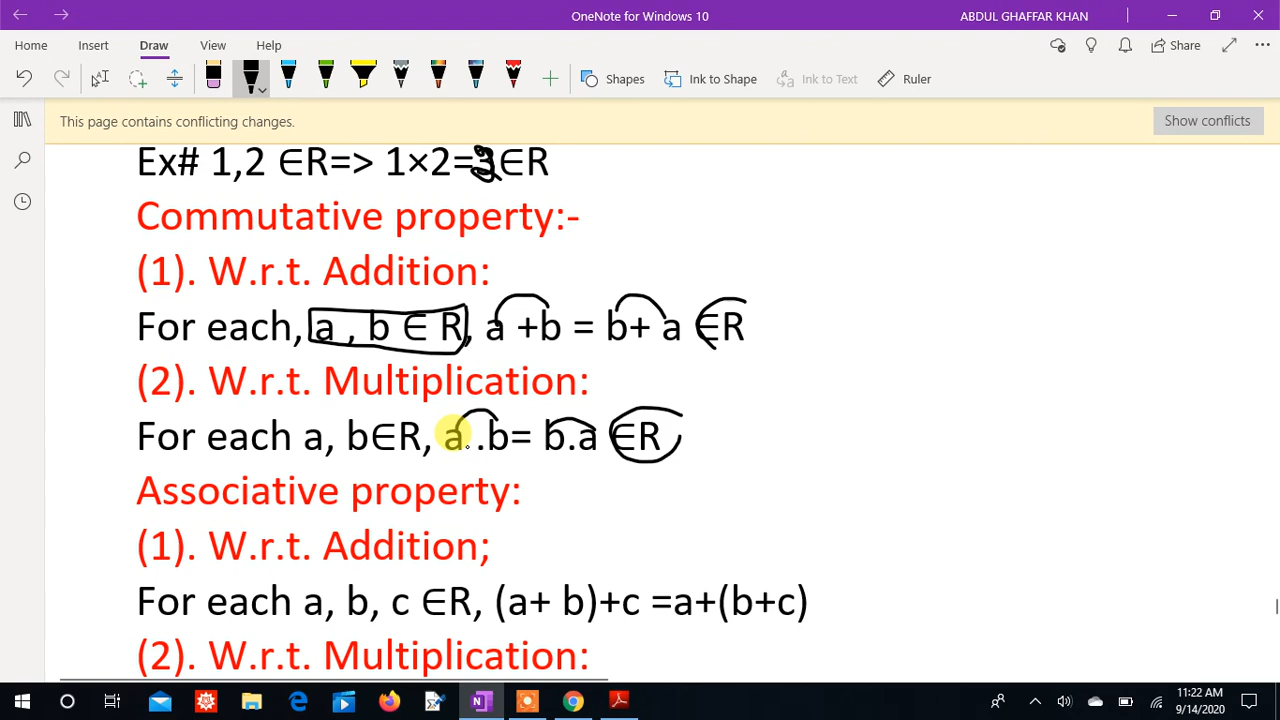 OneNote for Windows 10
ABDUL GHAFFAR KHAN
Home Insert Draw View Help
Share
Shapes Ink to Shape Ink to Text Ruler
This page contains conflicting changes.
Show conflicts
Ex# 1,2 ∈R=> 1×2= ∈R
Commutative property:-
(1). W.r.t. Addition:
For each, a , b ∈ R, a +b = b+ a ∈R
(2). W.r.t. Multiplication:
For each a, b∈R, a .b= b.a ∈R
Associative property:
(1). W.r.t. Addition;
For each a, b, c ∈R, (a+ b)+c =a+(b+c)
(2). W.r.t. Multiplication:
11:22 AM
9/14/2020